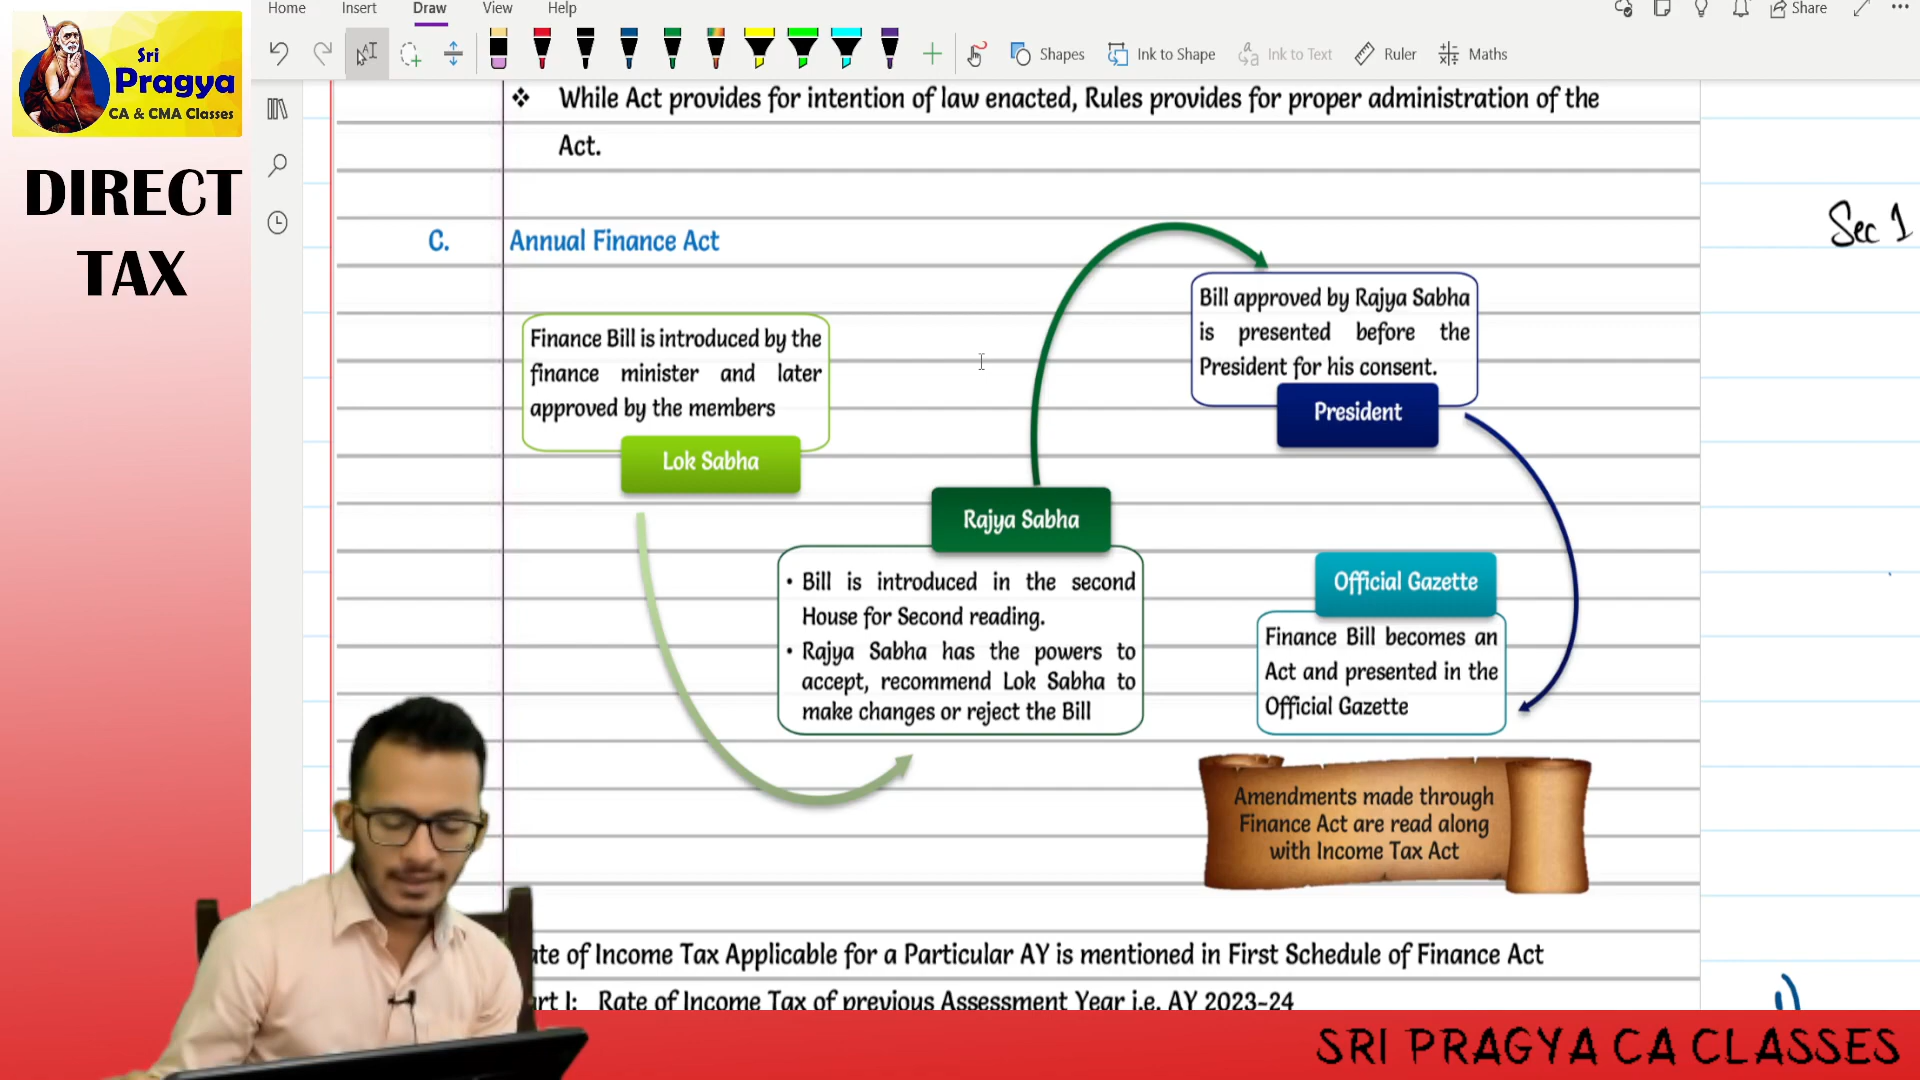 Sri
Pragya
CA & CMA Classes
DIRECT
TAX
Home Insert Draw View Help
Share
Shapes Ink to Shape Ink to Text Ruler Maths
❖ While Act provides for intention of law enacted, Rules provides for proper administration of the
Act.
Sec 1
C. Annual Finance Act
Finance Bill is introduced by the
finance minister and later
approved by the members
Lok Sabha
Rajya Sabha
• Bill is introduced in the second
House for Second reading.
• Rajya Sabha has the powers to
accept, recommend Lok Sabha to
make changes or reject the Bill
Bill approved by Rajya Sabha
is presented before the
President for his consent.
President
Official Gazette
Finance Bill becomes an
Act and presented in the
Official Gazette
Amendments made through
Finance Act are read along
with Income Tax Act
ate of Income Tax Applicable for a Particular AY is mentioned in First Schedule of Finance Act
art I: Rate of Income Tax of previous Assessment Year i.e. AY 2023-24
SRI PRAGYA CA CLASSES